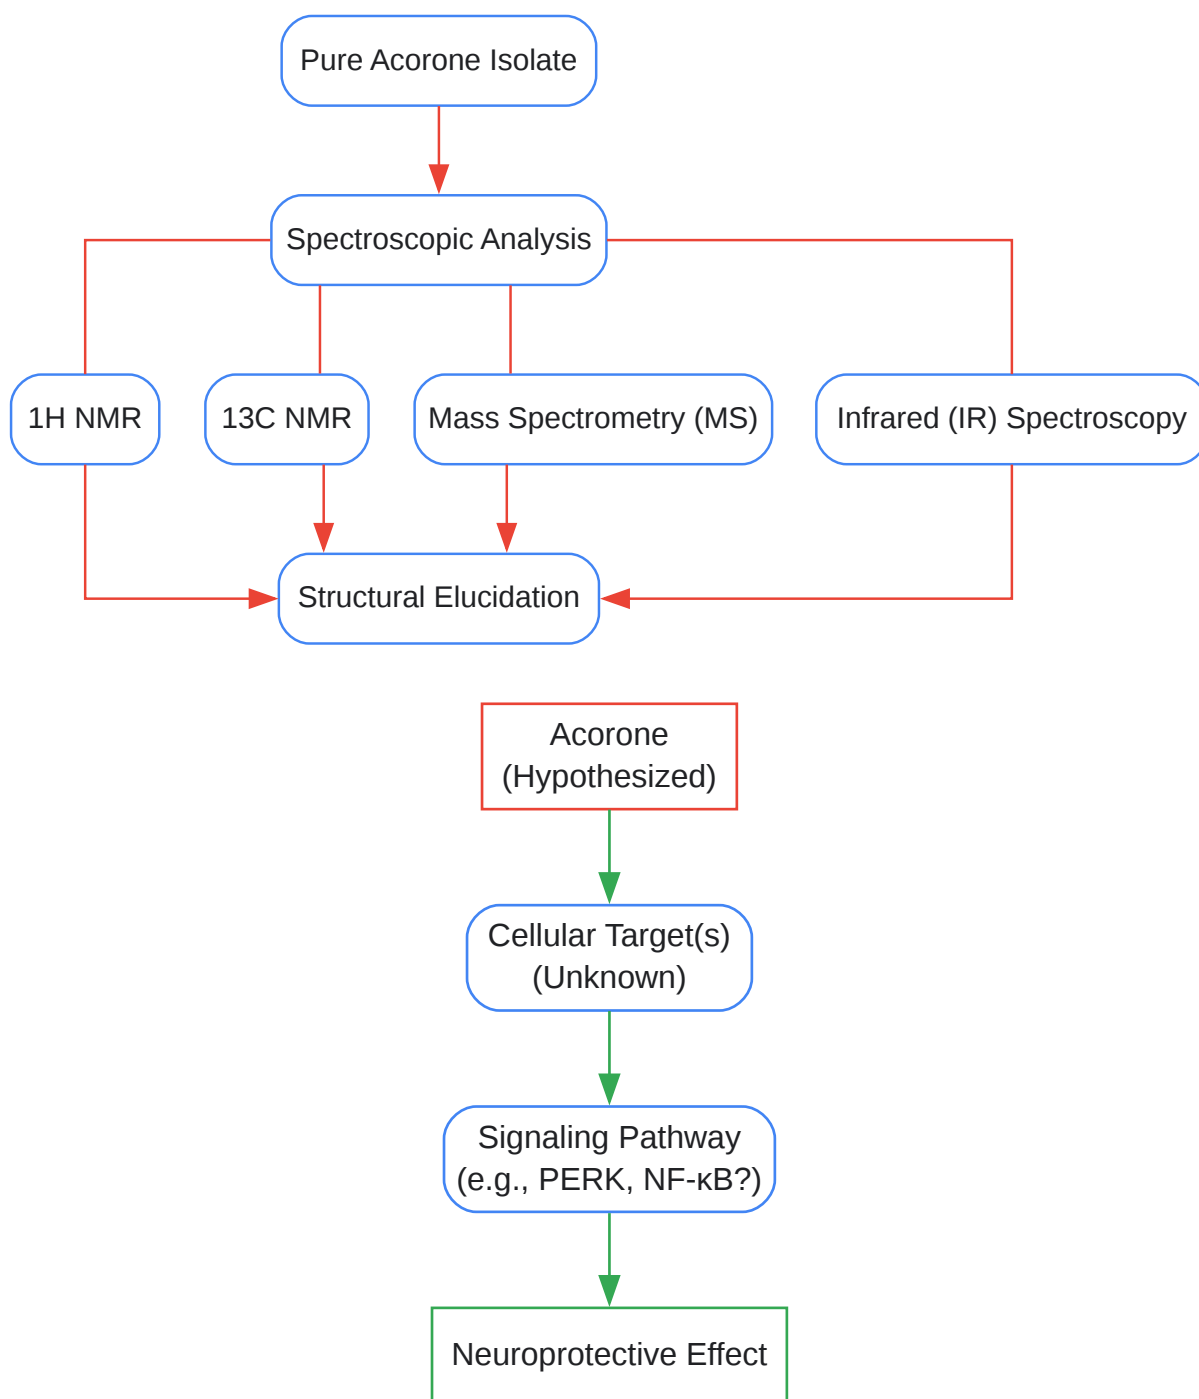 Pure Acorone Isolate
Spectroscopic Analysis
1H NMR
13C NMR
Mass Spectrometry (MS)
Infrared (IR) Spectroscopy
Structural Elucidation
Acorone
(Hypothesized)
Cellular Target(s)
(Unknown)
Signaling Pathway
(e.g., PERK, NF-κB?)
Neuroprotective Effect